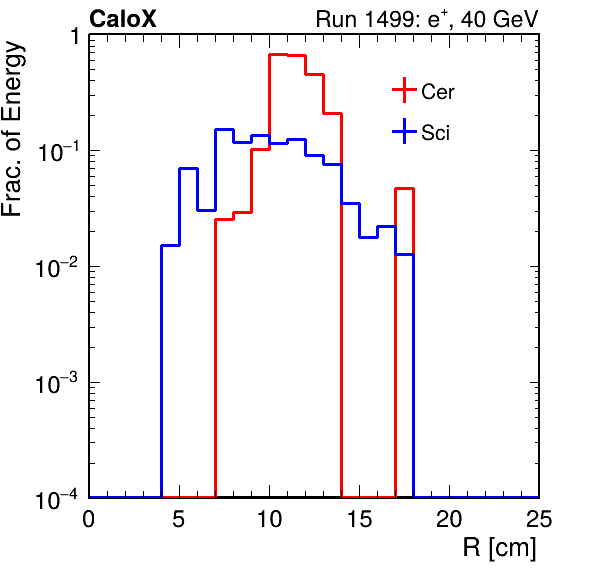 CaloX Run 1499: e⁺, 40 GeV
Frac. of Energy
1
10⁻¹
10⁻²
10⁻³
10⁻⁴
Cer
Sci
0 5 10 15 20 25
R [cm]